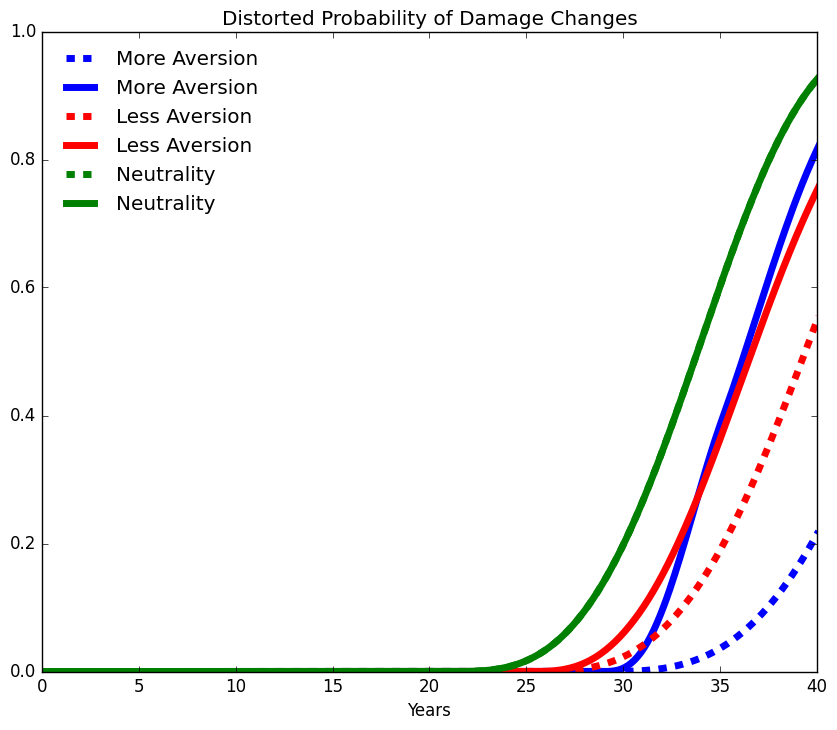 Distorted Probability of Damage Changes
1.0
More Aversion
More Aversion
Less Aversion
Less Aversion
Neutrality
Neutrality
0.8
0.6
0.4
0.2
0.0
0 5 10 15 20 25 30 35 40
Years